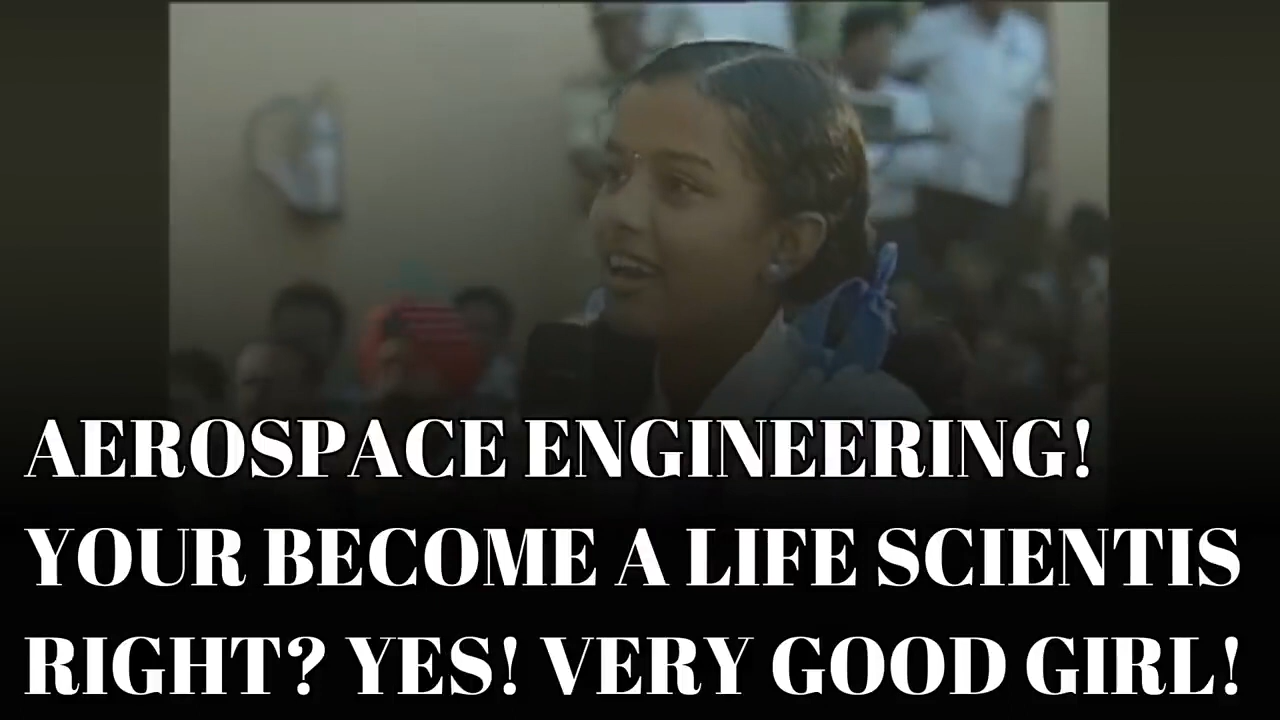 AEROSPACE ENGINEERING!
YOUR BECOME A LIFE SCIENTIS
RIGHT? YES! VERY GOOD GIRL!